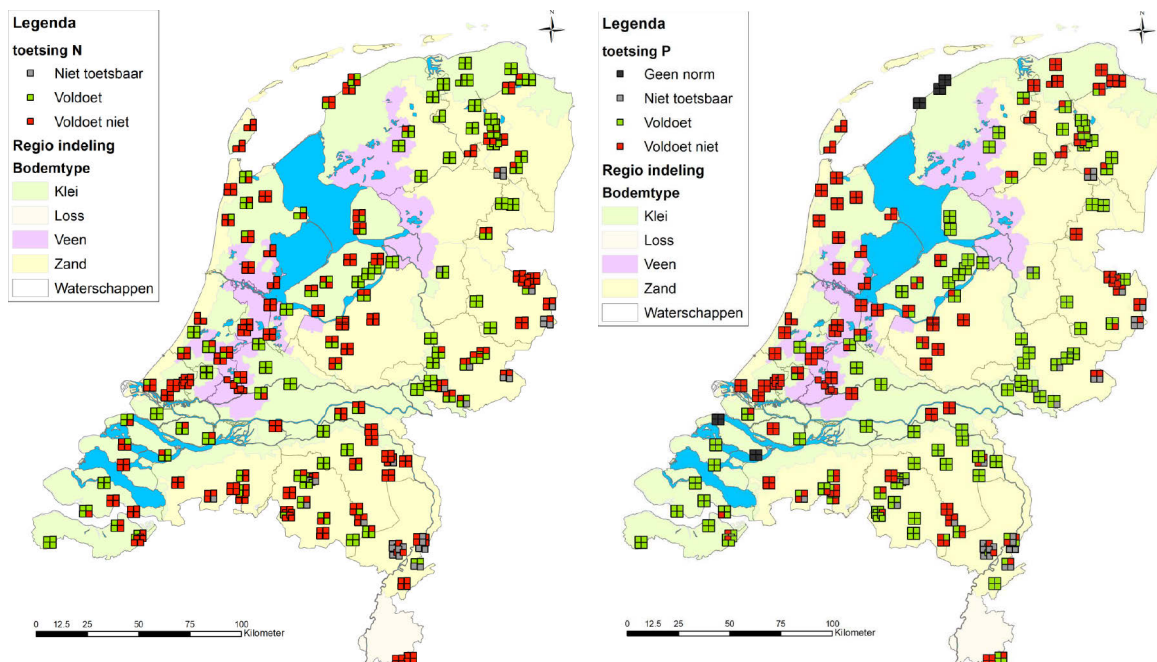 Legenda
toetsing N
Niet toetsbaar
Voldoet
Voldoet niet
Regio indeling
Bodemtype
Klei
Loss
Veen
Zand
Waterschappen
N
0 12.5 25 50 75 100
Kilometer
Legenda
toetsing P
Geen norm
Niet toetsbaar
Voldoet
Voldoet niet
Regio indeling
Bodemtype
Klei
Loss
Veen
Zand
Waterschappen
N
0 12.5 25 50 75 100
Kilometer